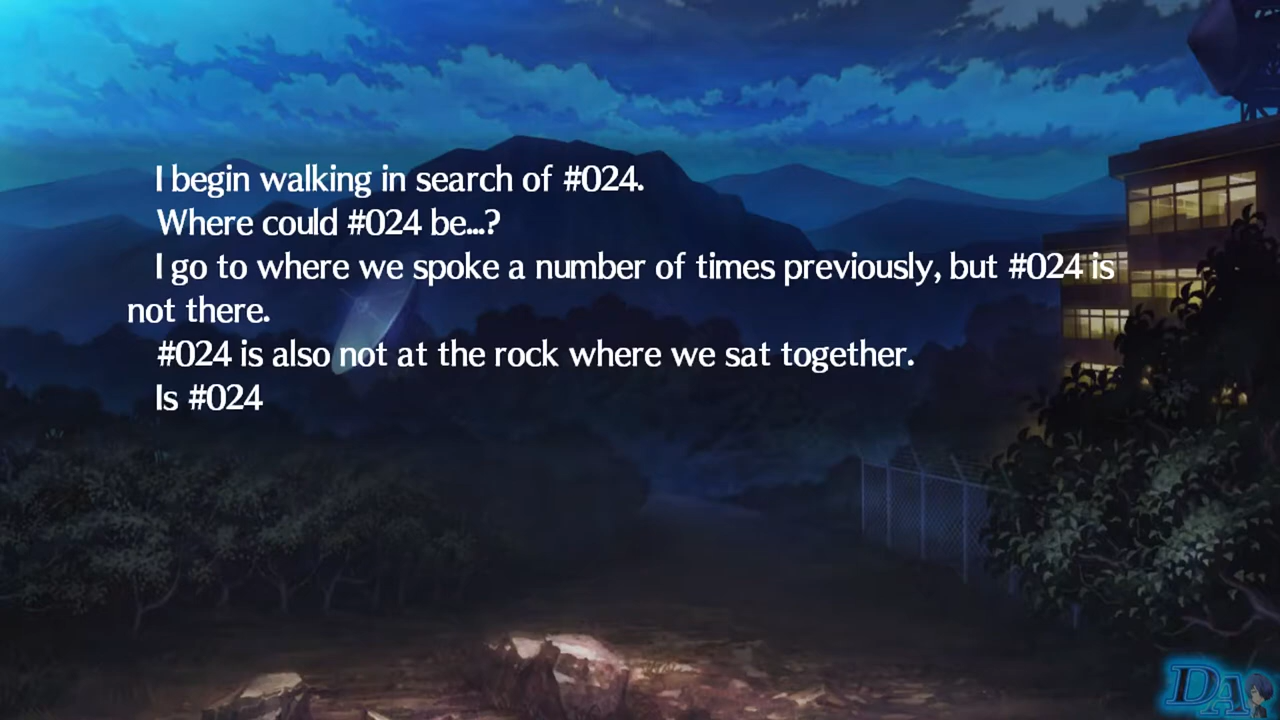 I begin walking in search of #024.
Where could #024 be...?
I go to where we spoke a number of times previously, but #024 is
not there.
#024 is also not at the rock where we sat together.
Is #024
DA